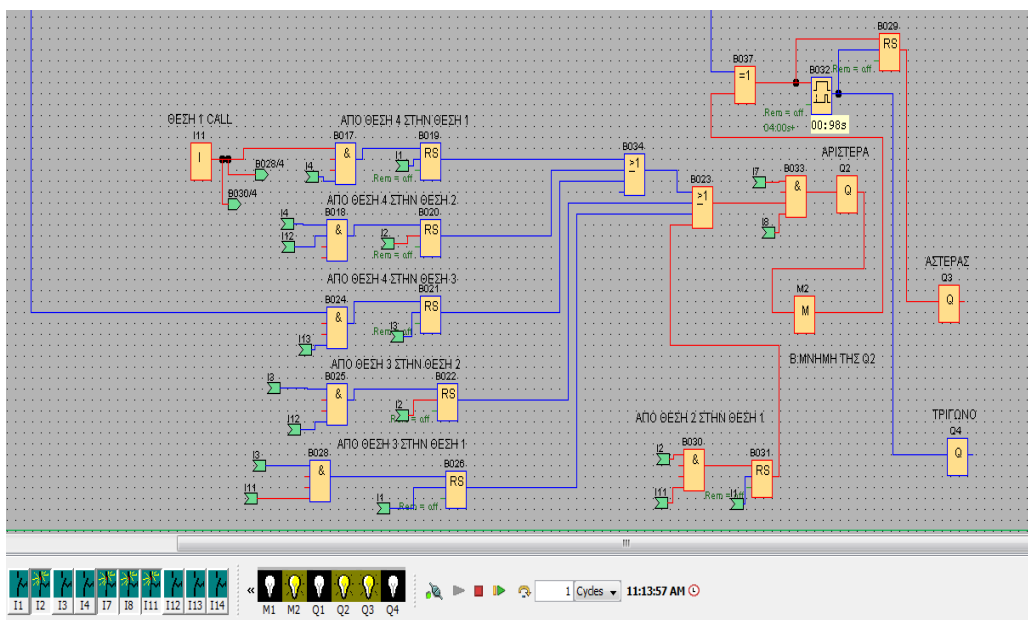 B029
RS
B037
=1
B032
Rem = off
Rem = off
04:00s+
00:98s
ΘΕΣΗ 1 CALL
I11
I
B028/4
B030/4
ΑΠΟ ΘΕΣΗ 4 ΣΤΗΝ ΘΕΣΗ 1
B017
B019
&
RS
I4
I1
Rem = off
B034
>1
ΑΡΙΣΤΕΡΑ
B033
Q2
I7
&
Q
I8
B023
>1
ΑΠΟ ΘΕΣΗ 4 ΣΤΗΝ ΘΕΣΗ 2
B018
B020
I4
&
RS
I12
I2
Rem = off
ΑΣΤΕΡΑΣ
Q3
Q
ΑΠΟ ΘΕΣΗ 4 ΣΤΗΝ ΘΕΣΗ 3
B021
B024
RS
&
I3
Rem = off
I13
M2
M
Β:ΜΝΗΜΗ ΤΗΣ Q2
ΑΠΟ ΘΕΣΗ 3 ΣΤΗΝ ΘΕΣΗ 2
I3
B025
B022
&
RS
I2
I12
Rem = off
ΑΠΟ ΘΕΣΗ 2 ΣΤΗΝ ΘΕΣΗ 1
B030
B031
I2
&
RS
I11
Rem = off
I1
ΤΡΙΓΩΝΟ
Q4
Q
ΑΠΟ ΘΕΣΗ 3 ΣΤΗΝ ΘΕΣΗ 1
I3
B028
B026
&
RS
I11
I1
Rem = off
I1 I2 I3 I4 I7 I8 I11 I12 I13 I14
«
M1 M2 Q1 Q2 Q3 Q4
1 Cycles 11:13:57 AM